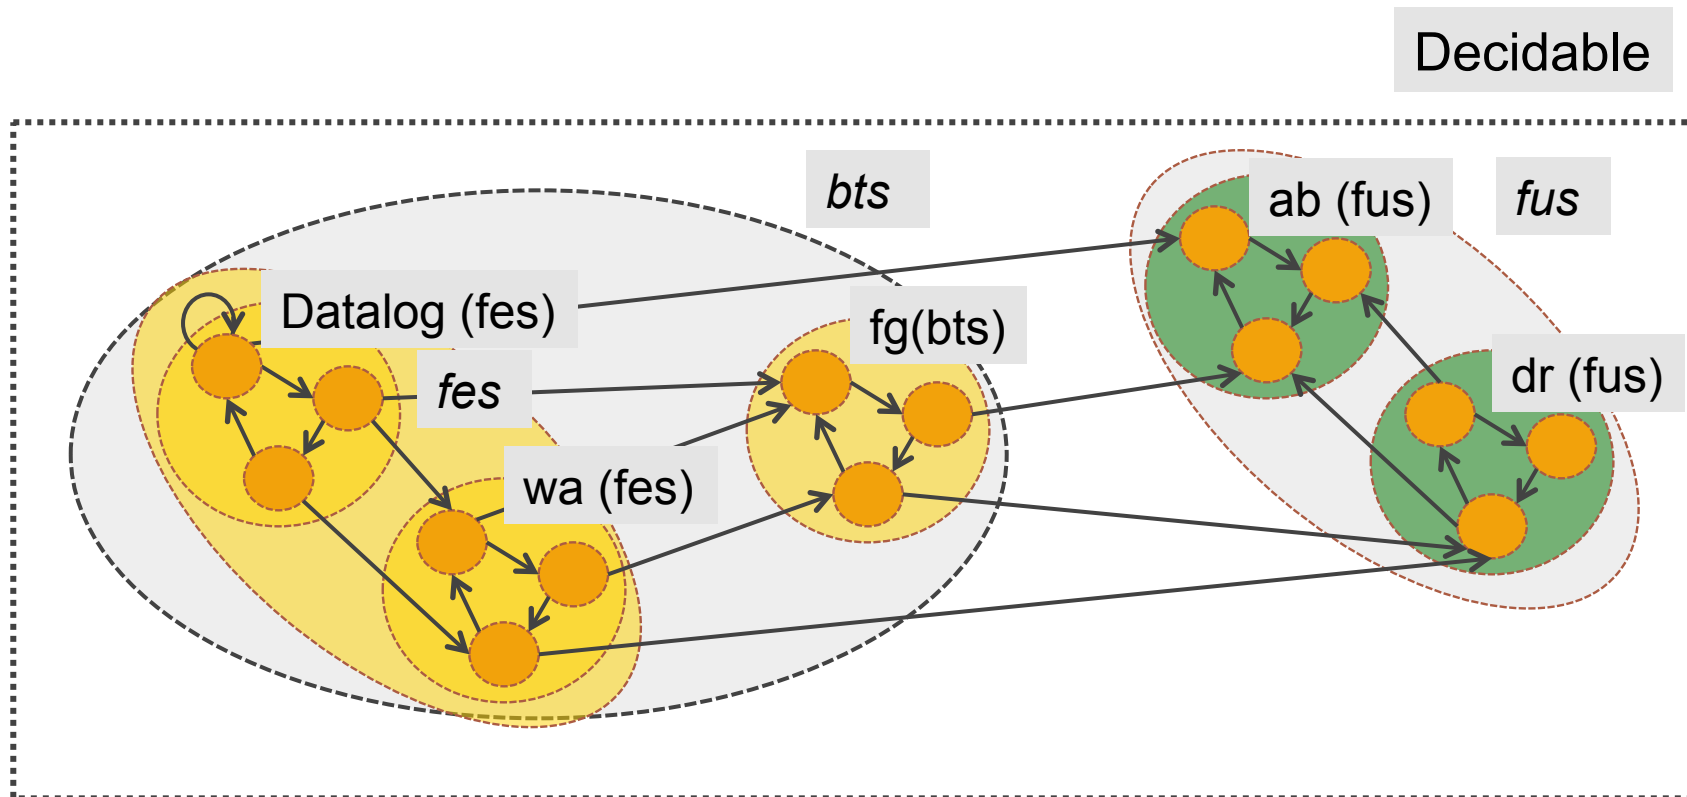 Decidable
bts
ab (fus)
fus
Datalog (fes)
fg(bts)
fes
dr (fus)
wa (fes)